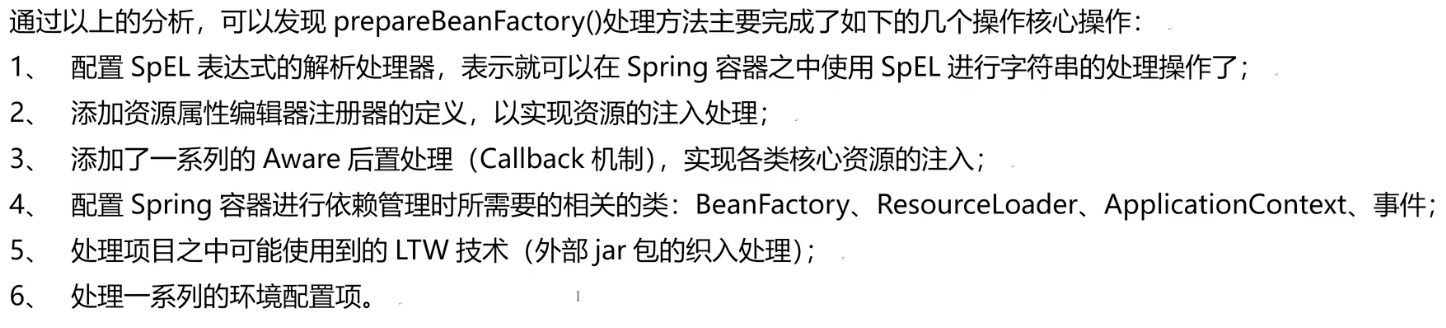 通过以上的分析，可以发现 prepareBeanFactory()处理方法主要完成了如下的几个操作核心操作：
1、 配置 SpEL 表达式的解析处理器，表示就可以在 Spring 容器之中使用 SpEL 进行字符串的处理操作了；
2、 添加资源属性编辑器注册器的定义，以实现资源的注入处理；
3、 添加了一系列的 Aware 后置处理（Callback 机制），实现各类核心资源的注入；
4、 配置 Spring 容器进行依赖管理时所需要的相关的类：BeanFactory、ResourceLoader、ApplicationContext、事件；
5、 处理项目之中可能使用到的 LTW 技术（外部 jar 包的织入处理）；
6、 处理一系列的环境配置项。